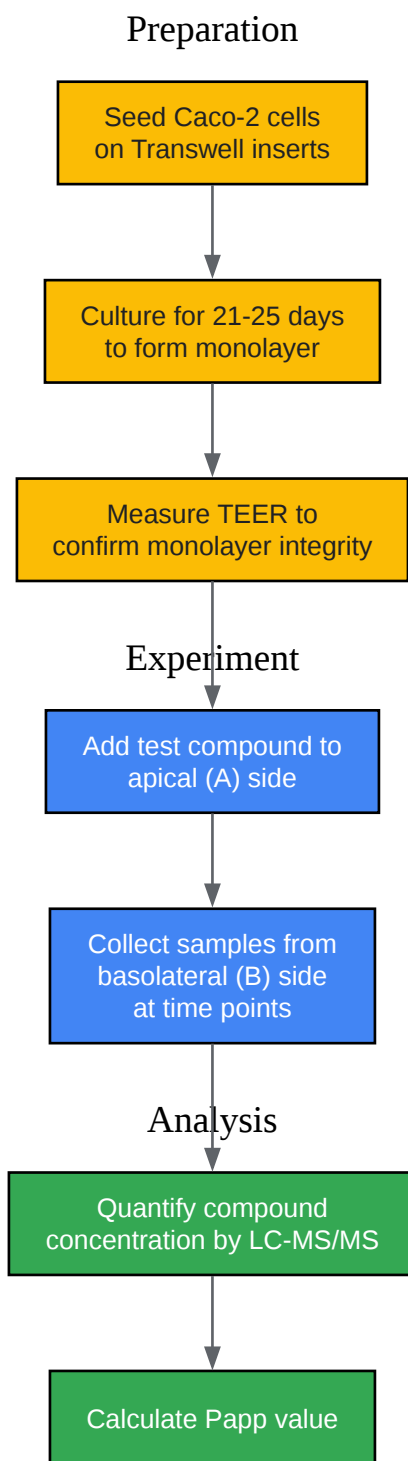 Preparation
Seed Caco-2 cells
on Transwell inserts
Culture for 21-25 days
to form monolayer
Measure TEER to
confirm monolayer integrity
Experiment
Add test compound to
apical (A) side
Collect samples from
basolateral (B) side
at time points
Analysis
Quantify compound
concentration by LC-MS/MS
Calculate Papp value